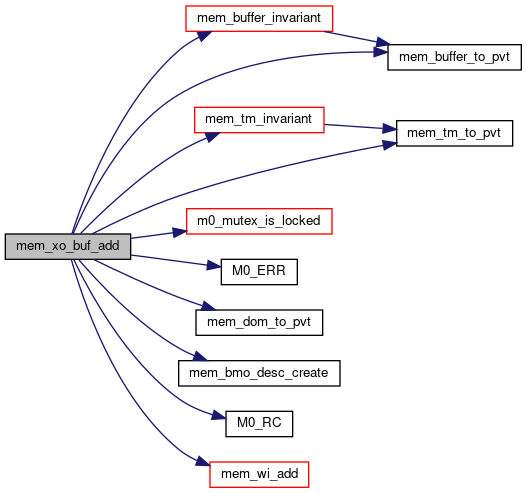 mem_buffer_invariant
mem_buffer_to_pvt
mem_tm_invariant
mem_tm_to_pvt
m0_mutex_is_locked
mem_xo_buf_add
M0_ERR
mem_dom_to_pvt
mem_bmo_desc_create
M0_RC
mem_wi_add